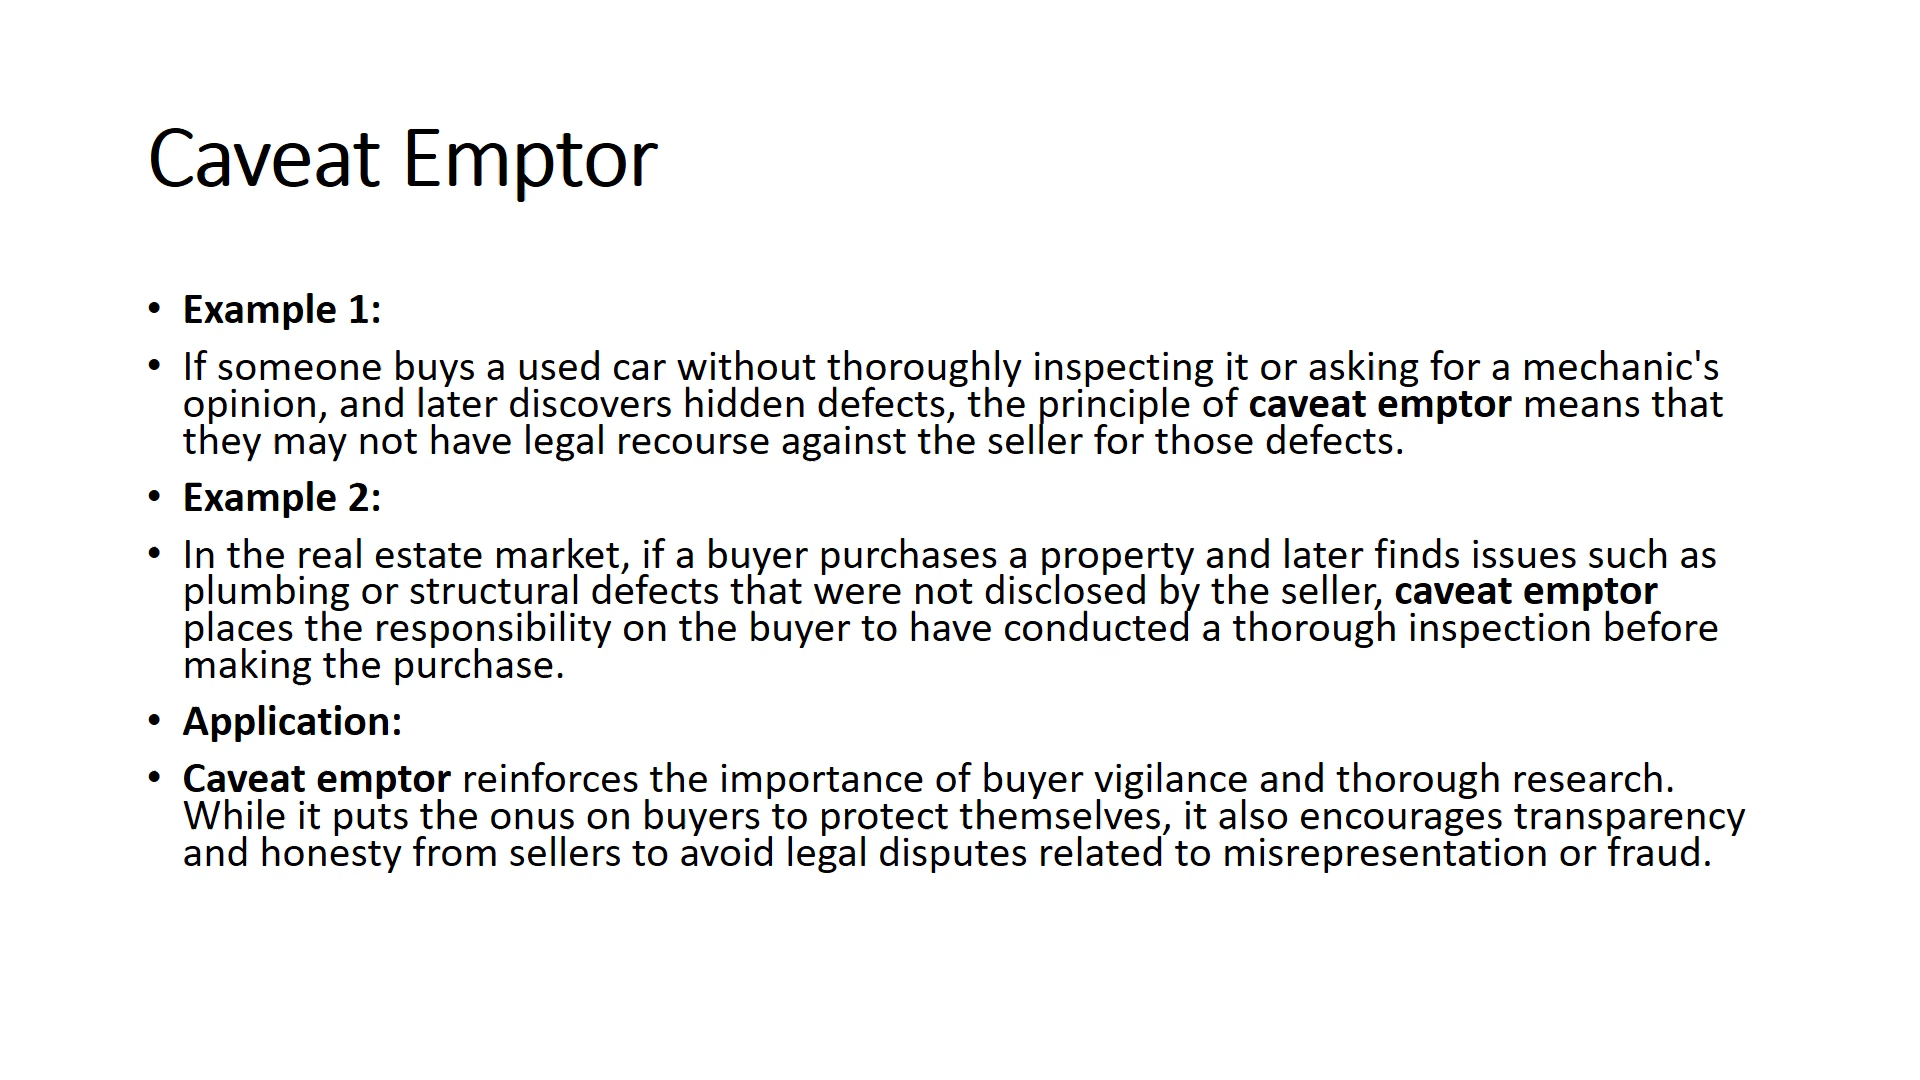 Caveat Emptor
• Example 1:
• If someone buys a used car without thoroughly inspecting it or asking for a mechanic's
opinion, and later discovers hidden defects, the principle of caveat emptor means that
they may not have legal recourse against the seller for those defects.
• Example 2:
• In the real estate market, if a buyer purchases a property and later finds issues such as
plumbing or structural defects that were not disclosed by the seller, caveat emptor
places the responsibility on the buyer to have conducted a thorough inspection before
making the purchase.
• Application:
• Caveat emptor reinforces the importance of buyer vigilance and thorough research.
While it puts the onus on buyers to protect themselves, it also encourages transparency
and honesty from sellers to avoid legal disputes related to misrepresentation or fraud.